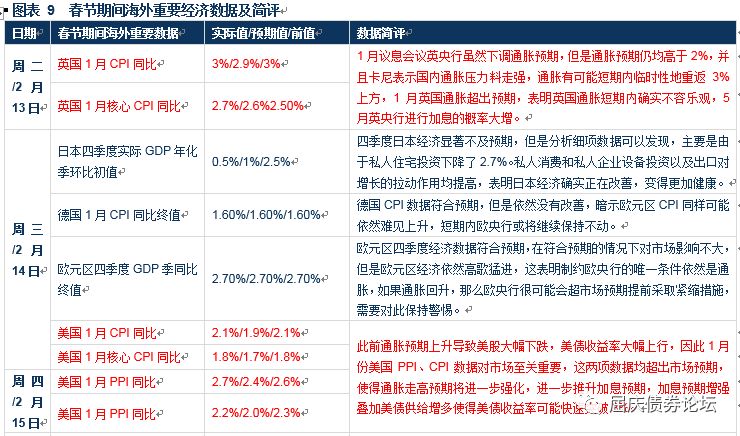 图表 9 春节期间海外重要经济数据及简评
日期 春节期间海外重要数据 实际值/预期值/前值 数据简评
周二/2月13日
英国 1 月 CPI 同比 3%/2.9%/3%
英国 1 月核心 CPI 同比 2.7%/2.6%2.50%
1 月议息会议英央行虽然下调通胀预期，但是通胀预期仍均高于 2%，并
且卡尼表示国内通胀压力料走强，通胀有可能短期内临时性地重返 3%
上方，1 月英国通胀超出预期，表明英国通胀短期内确实不容乐观，5
月英央行进行加息的概率大增。
周三/2月14日
日本四季度实际 GDP 年化
季环比初值
0.5%/1%/2.5%
四季度日本经济显著不及预期，但是分析细项数据可以发现，主要是由
于私人住宅投资下降了 2.7%。私人消费和私人企业设备投资以及出口对
增长的拉动作用均提高，表明日本经济确实正在改善，变得更加健康。
德国 1 月 CPI 同比终值 1.60%/1.60%/1.60%
德国 CPI 数据符合预期，但是依然没有改善，暗示欧元区 CPI 同样可能
依然难见上升，短期内欧央行或将继续保持不动。
欧元区四季度 GDP 季同比
终值
2.70%/2.70%/2.70%
欧元区四季度经济数据符合预期，在符合预期的情况下对市场影响不大，
但是欧元区经济依然高歌猛进，这表明制约欧央行的唯一条件依然是通
胀，如果通胀回升，那么欧央行很可能会超市场预期提前采取紧缩措施，
需要对此保持警惕。
美国 1 月 CPI 同比 2.1%/1.9%/2.1%
美国 1 月核心 CPI 同比 1.8%/1.7%/1.8%
周四/2月15日
美国 1 月 PPI 同比 2.7%/2.4%/2.6%
美国 1 月 PPI 同比 2.2%/2.0%/2.3%
此前通胀预期上升导致美股大幅下跌，美债收益率大幅上行，因此 1 月
份美国 PPI、CPI 数据对市场至关重要，这两项数据均超出市场预期，
使得通胀走高预期将进一步强化，进一步推升加息预期，加息预期增强
叠加美债供给增多使得美债收益率可能快速突破
屈庆债券论坛